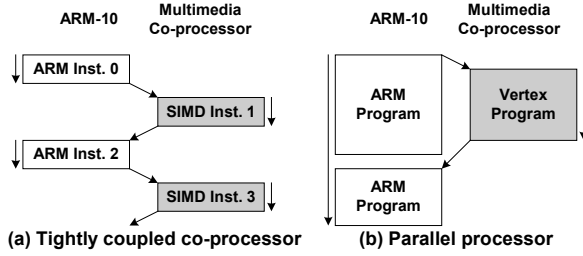 ARM-10
Multimedia
Co-processor
ARM Inst. 0
SIMD Inst. 1
ARM Inst. 2
SIMD Inst. 3
(a) Tightly coupled co-processor
ARM-10
Multimedia
Co-processor
ARM
Program
Vertex
Program
ARM
Program
(b) Parallel processor